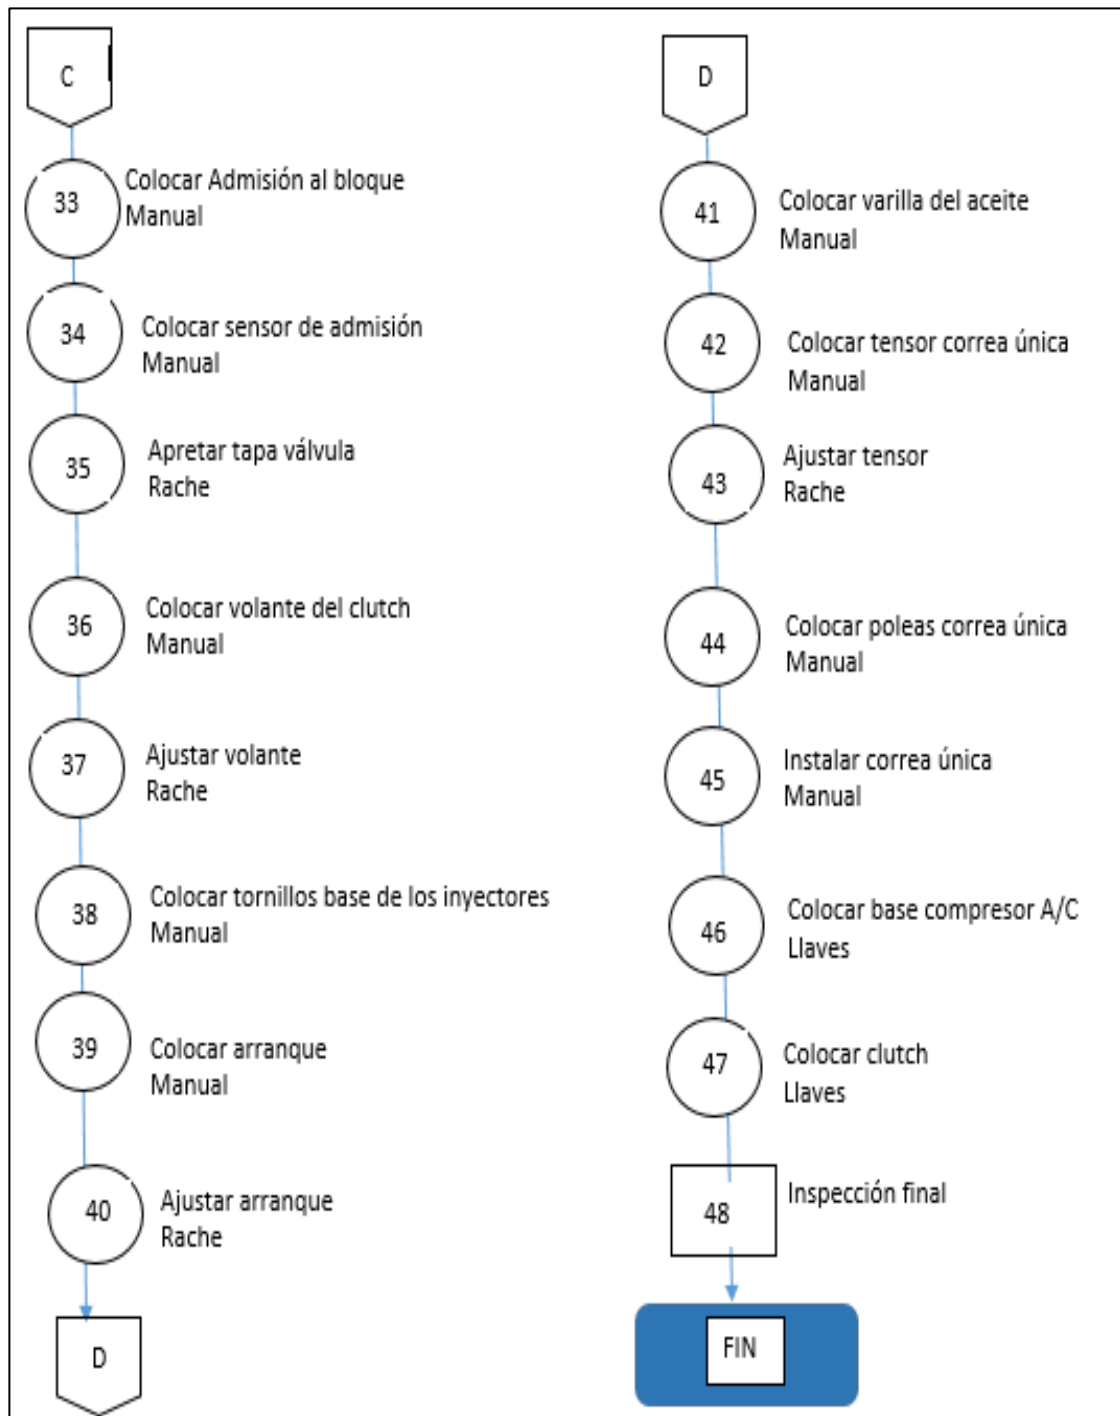 C
33
Colocar Admisión al bloque
Manual
34
Colocar sensor de admisión
Manual
35
Apretar tapa válvula
Rache
36
Colocar volante del clutch
Manual
37
Ajustar volante
Rache
38
Colocar tornillos base de los inyectores
Manual
39
Colocar arranque
Manual
40
Ajustar arranque
Rache
D
D
41
Colocar varilla del aceite
Manual
42
Colocar tensor correa única
Manual
43
Ajustar tensor
Rache
44
Colocar poleas correa única
Manual
45
Instalar correa única
Manual
46
Colocar base compresor A/C
Llaves
47
Colocar clutch
Llaves
48
Inspección final
FIN